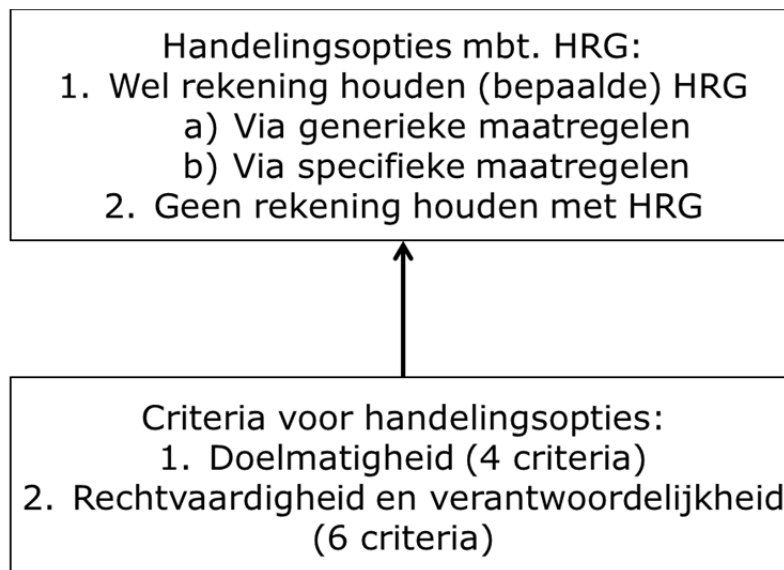 Handelingsopties mbt. HRG:
1. Wel rekening houden (bepaalde) HRG
a) Via generieke maatregelen
b) Via specifieke maatregelen
2. Geen rekening houden met HRG
Criteria voor handelingsopties:
1. Doelmatigheid (4 criteria)
2. Rechtvaardigheid en verantwoordelijkheid
(6 criteria)